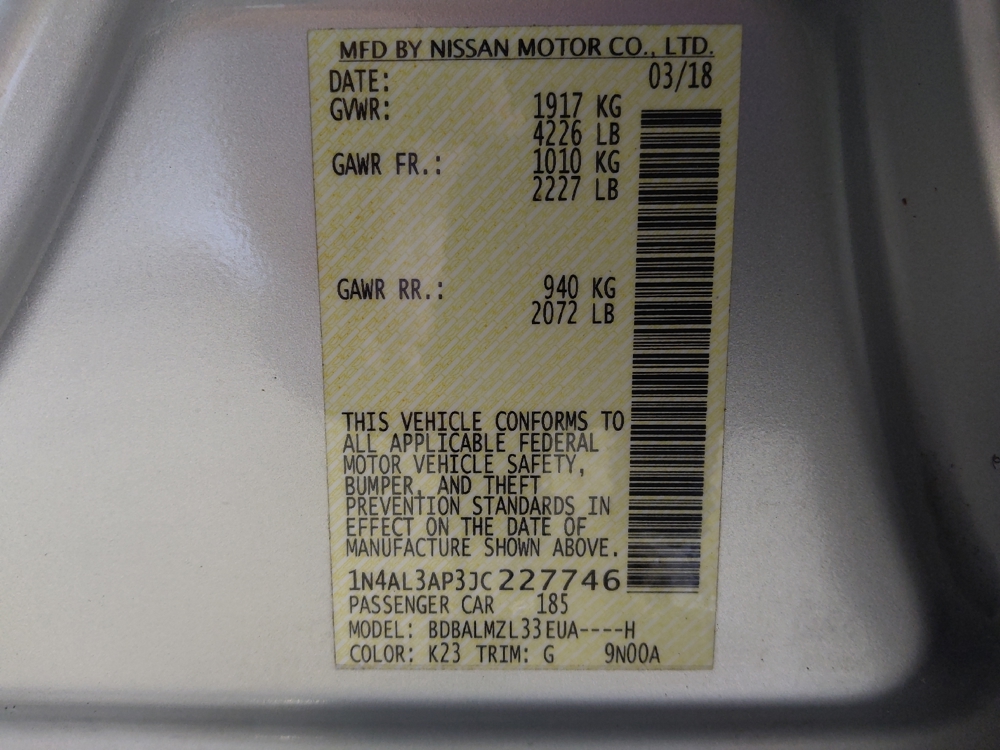 MFD BY NISSAN MOTOR CO., LTD.
DATE: 03/18
GVWR: 1917 KG
4226 LB
GAWR FR.: 1010 KG
2227 LB
GAWR RR.: 940 KG
2072 LB
THIS VEHICLE CONFORMS TO
ALL APPLICABLE FEDERAL
MOTOR VEHICLE SAFETY,
BUMPER, AND THEFT
PREVENTION STANDARDS IN
EFFECT ON THE DATE OF
MANUFACTURE SHOWN ABOVE.
1N4AL3AP3JC227746
PASSENGER CAR 185
MODEL: BDBALMZL33EUA----H
COLOR: K23 TRIM: G 9N00A